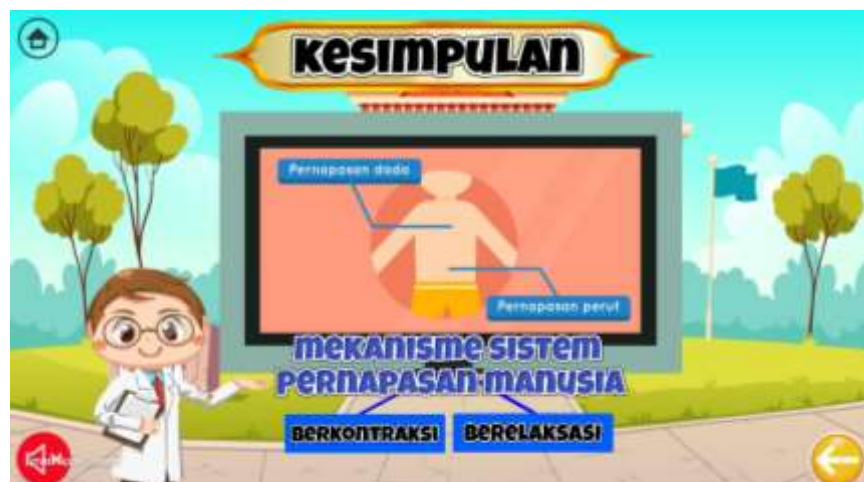 KESIMPULAN
Pernapasan dada
Pernapasan perut
MEKANISME SISTEM
PERNAPASAN MANUSIA
BERKONTRAKSI
BERELAKSASI